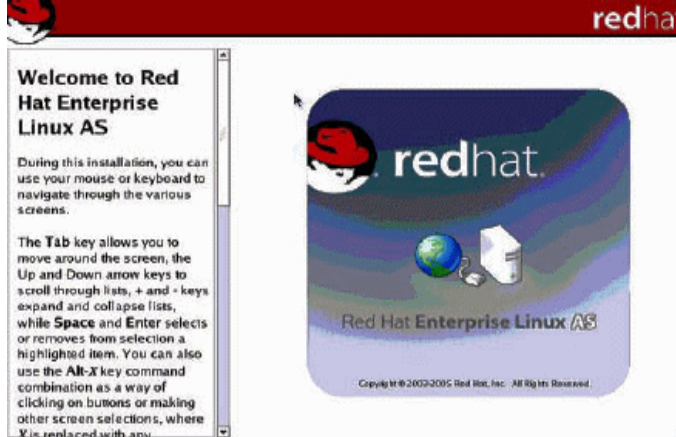 redha
Welcome to Red
Hat Enterprise
Linux AS
During this installation, you can
use your mouse or keyboard to
navigate through the various
screens.
The Tab key allows you to
move around the screen, the
Up and Down arrow keys to
scroll through lists, + and - keys
expand and collapse lists,
while Space and Enter selects
or removes from selection a
highlighted item. You can also
use the Alt-X key command
combination as a way of
clicking on buttons or making
other screen selections, where
X is replaced with any
redhat.
Red Hat Enterprise Linux AS
Copyright © 2003-2005 Red Hat, Inc. All Rights Reserved.